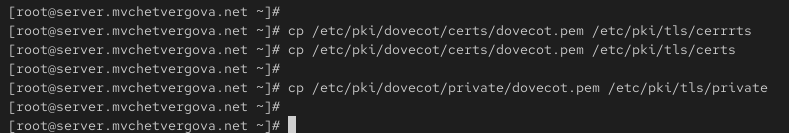 [root@server.mvchetvergova.net ~]#
[root@server.mvchetvergova.net ~]# cp /etc/pki/dovecot/certs/dovecot.pem /etc/pki/tls/cerrrts
[root@server.mvchetvergova.net ~]# cp /etc/pki/dovecot/certs/dovecot.pem /etc/pki/tls/certs
[root@server.mvchetvergova.net ~]#
[root@server.mvchetvergova.net ~]# cp /etc/pki/dovecot/private/dovecot.pem /etc/pki/tls/private
[root@server.mvchetvergova.net ~]#
[root@server.mvchetvergova.net ~]#